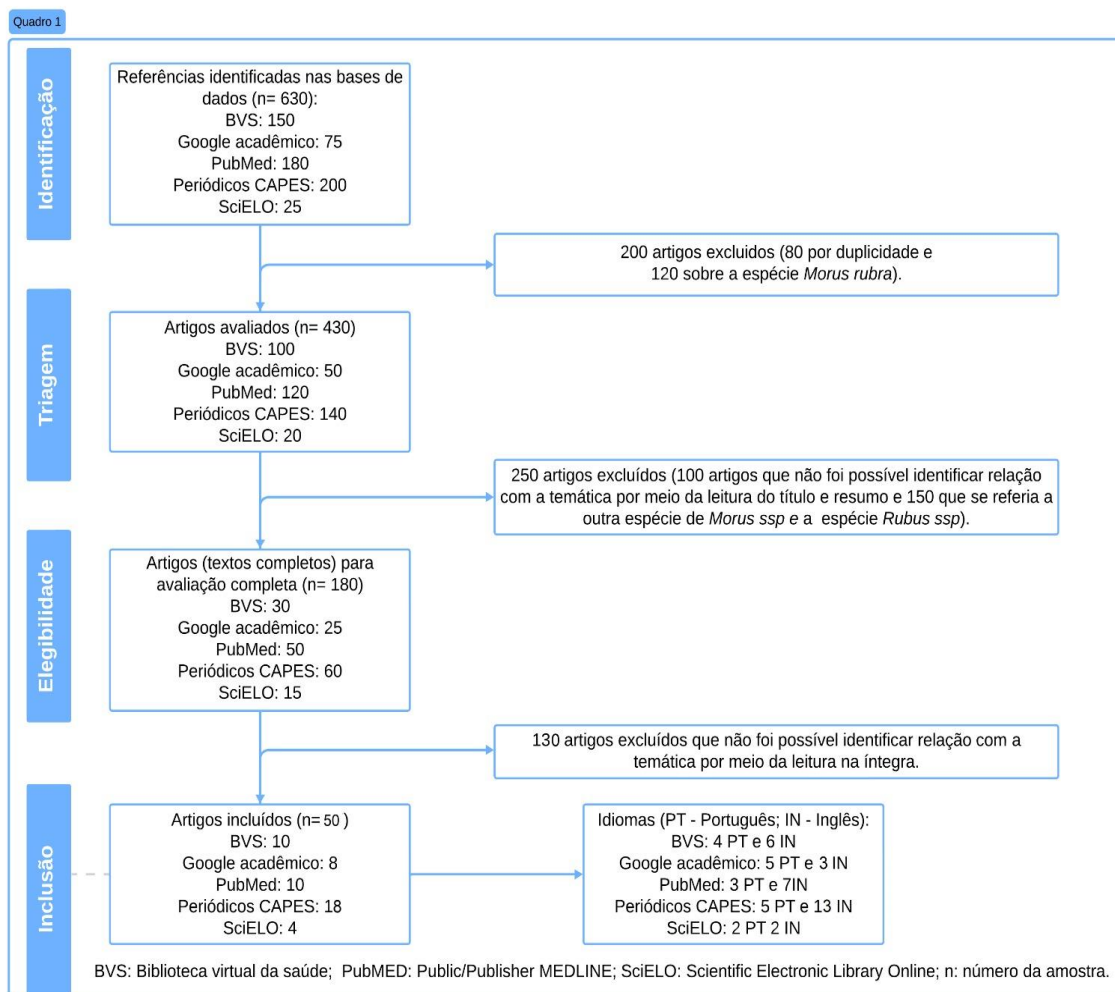 Quadro 1
Identificação
Referências identificadas nas bases de
dados (n= 630):
BVS: 150
Google acadêmico: 75
PubMed: 180
Periódicos CAPES: 200
SciELO: 25
200 artigos excluidos (80 por duplicidade e
120 sobre a espécie Morus rubra).
Triagem
Artigos avaliados (n= 430)
BVS: 100
Google acadêmico: 50
PubMed: 120
Periódicos CAPES: 140
SciELO: 20
250 artigos excluídos (100 artigos que não foi possível identificar relação
com a temática por meio da leitura do título e resumo e 150 que se referia a
outra espécie de Morus ssp e a espécie Rubus ssp).
Elegibilidade
Artigos (textos completos) para
avaliação completa (n= 180)
BVS: 30
Google acadêmico: 25
PubMed: 50
Periódicos CAPES: 60
SciELO: 15
130 artigos excluídos que não foi possível identificar relação com a
temática por meio da leitura na íntegra.
Inclusão
Artigos incluídos (n= 50 )
BVS: 10
Google acadêmico: 8
PubMed: 10
Periódicos CAPES: 18
SciELO: 4
Idiomas (PT - Português; IN - Inglês):
BVS: 4 PT e 6 IN
Google acadêmico: 5 PT e 3 IN
PubMed: 3 PT e 7IN
Periódicos CAPES: 5 PT e 13 IN
SciELO: 2 PT 2 IN
BVS: Biblioteca virtual da saúde; PubMED: Public/Publisher MEDLINE; SciELO: Scientific Electronic Library Online; n: número da amostra.